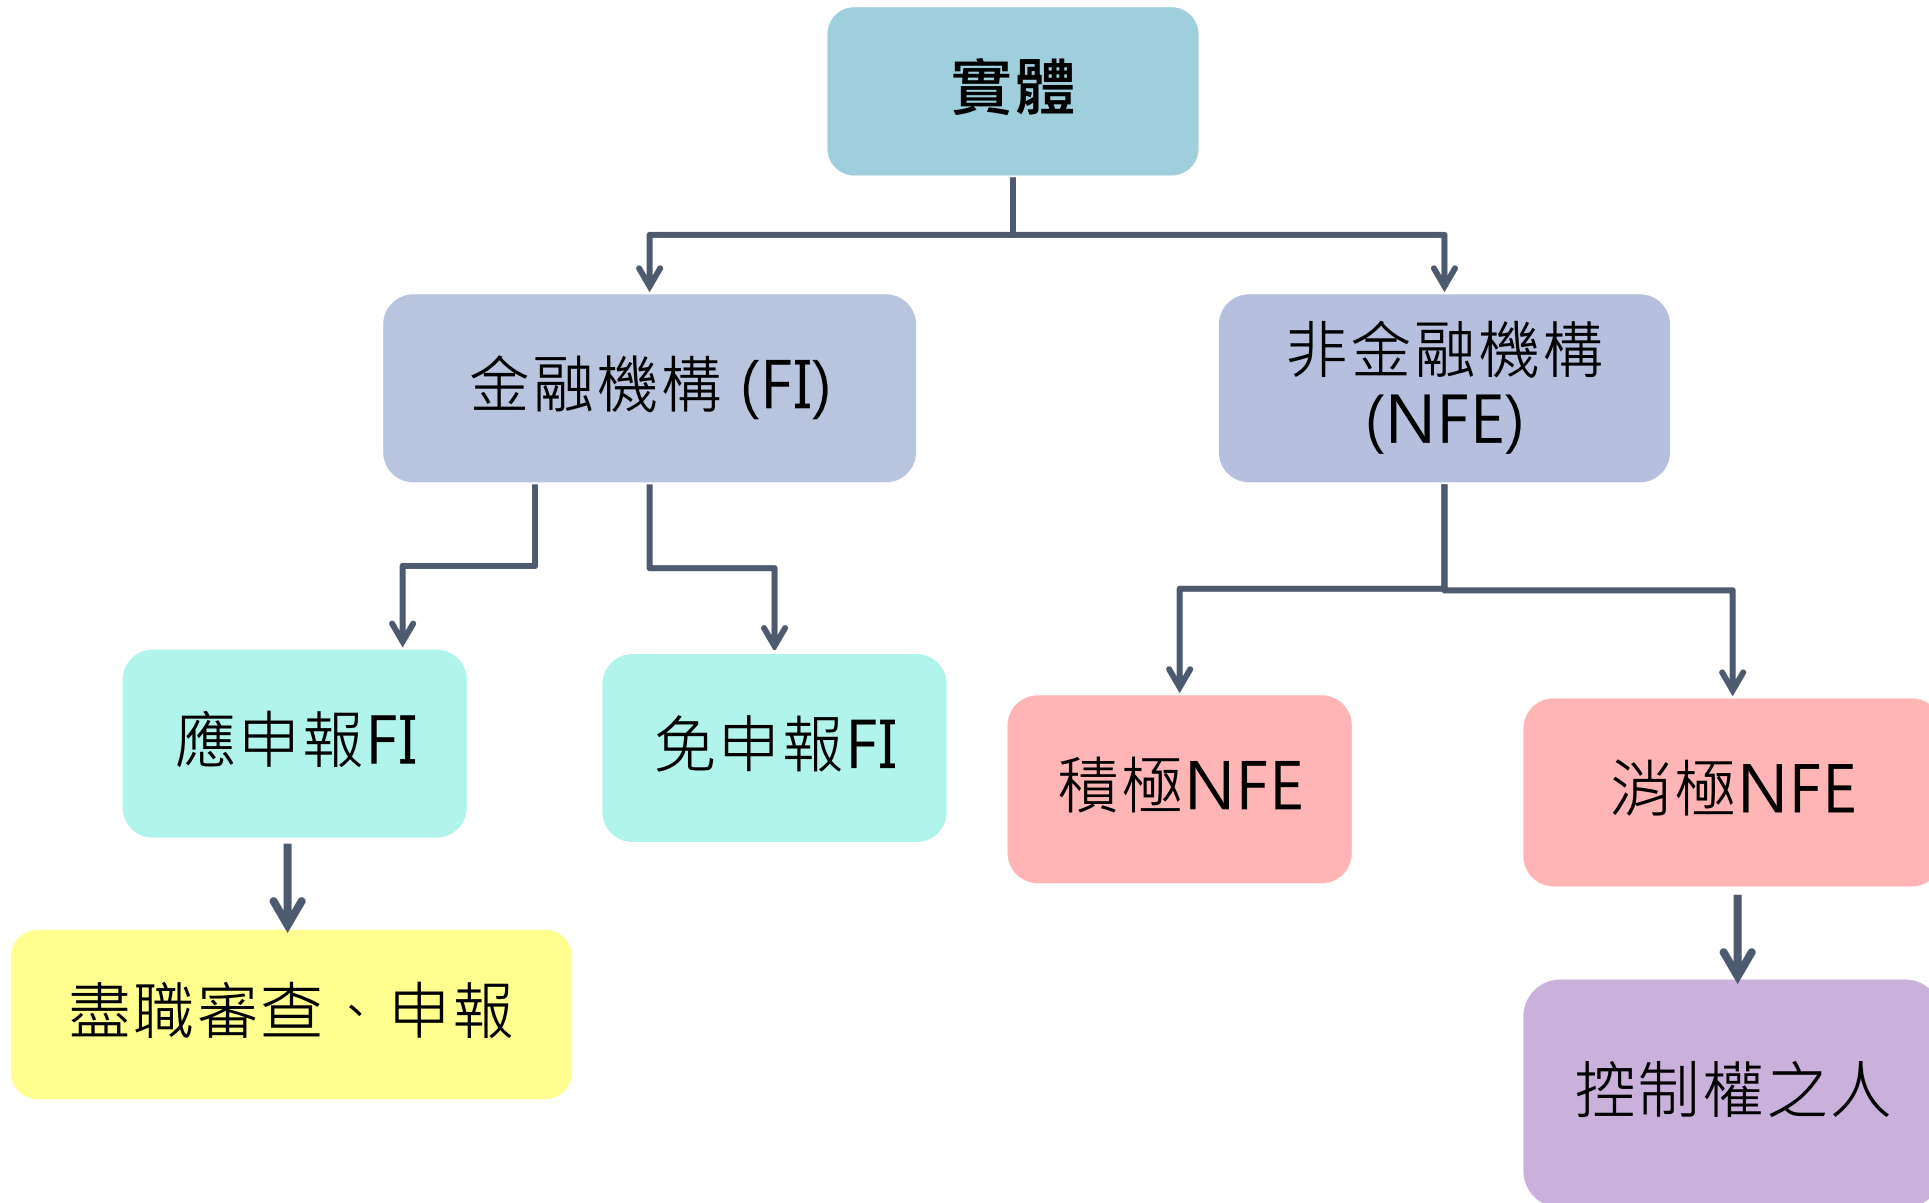 實體
金融機構 (FI)
非金融機構
(NFE)
應申報FI
免申報FI
積極NFE
消極NFE
盡職審查、申報
控制權之人